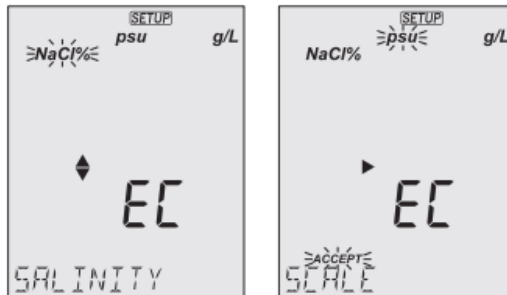 SETUP
psu g/L
NaCl%
EC
SALINITY
SETUP
psu g/L
NaCl%
EC
ACCEPT
SCALE